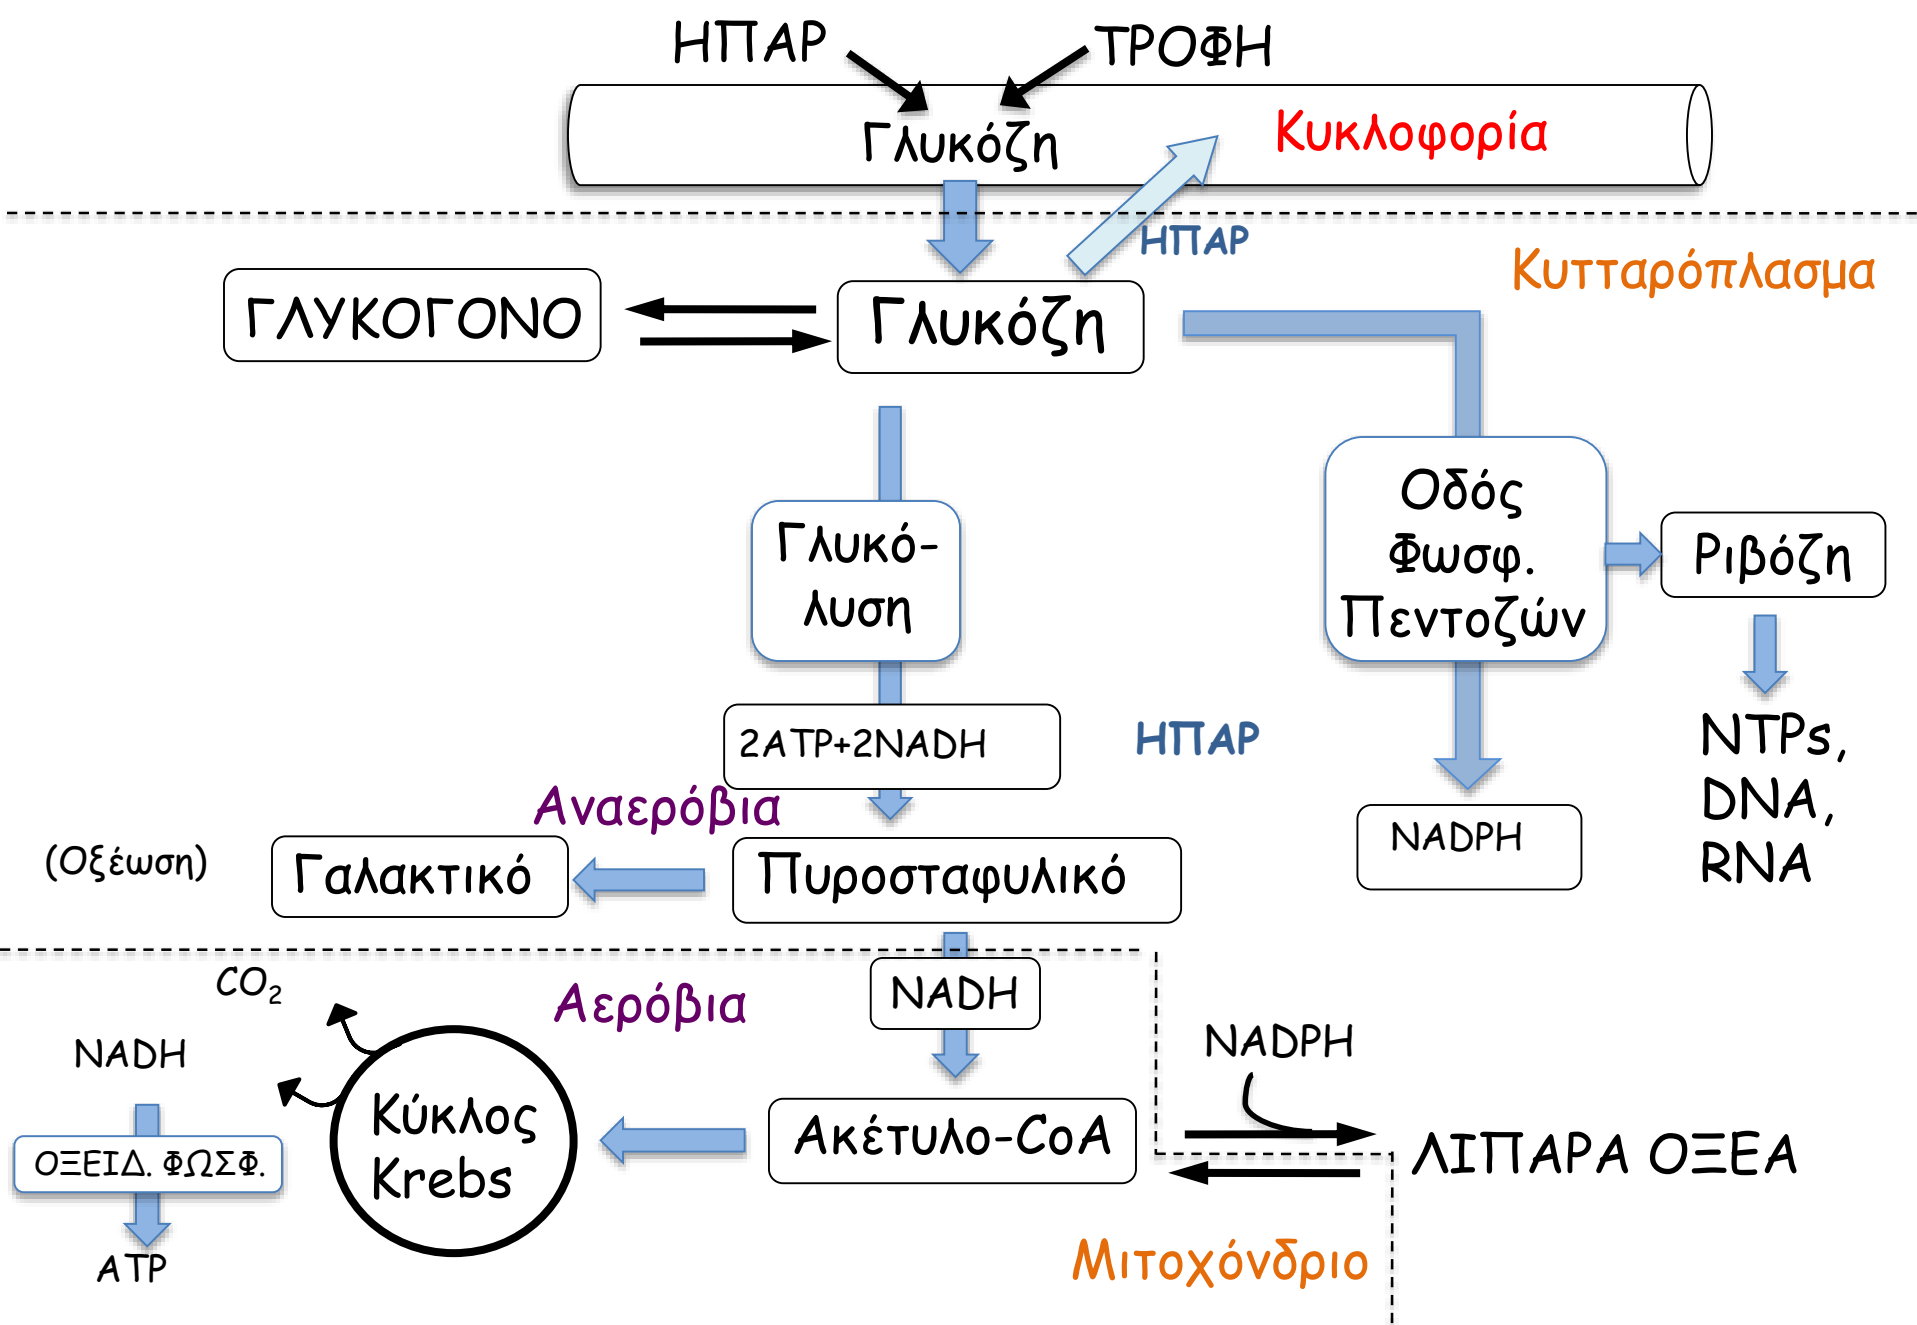 ΗΠΑΡ
ΤΡΟΦΗ
Γλυκόζη
Κυκλοφορία
ΗΠΑΡ
Κυτταρόπλασμα
ΓΛΥΚΟΓΟΝΟ
Γλυκόζη
Γλυκό-
λυση
Οδός
Φωσφ.
Πεντοζών
Ριβόζη
2ATP+2NADH
ΗΠΑΡ
NTPs,
DNA,
RNA
Αναερόβια
NADPH
(Οξέωση)
Γαλακτικό
Πυροσταφυλικό
CO2
Αερόβια
NADH
NADH
NADPH
Κύκλος
Krebs
Ακέτυλο-CoA
ΛΙΠΑΡΑ ΟΞΕΑ
ΟΞΕΙΔ. ΦΩΣΦ.
ATP
Μιτοχόνδριο